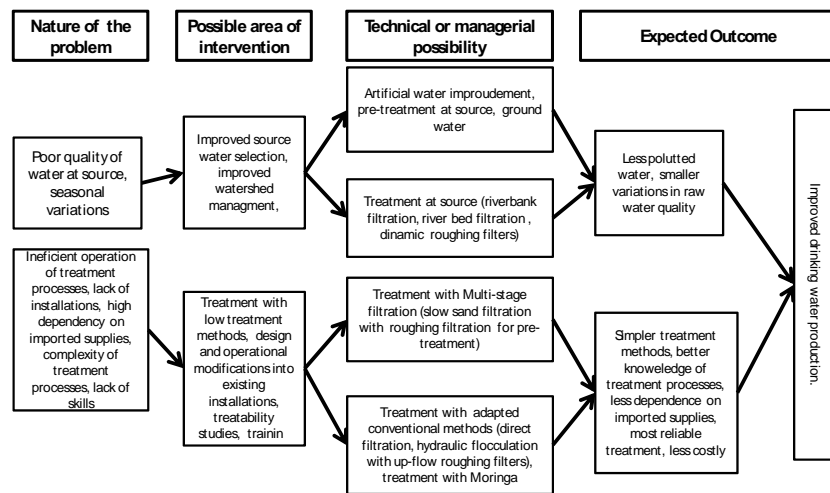 Nature of the
problem
Possible area of
intervention
Technical or managerial
possibility
Expected Outcome
Poor quality of
water at source,
seasonal
variations
Improved source
water selection,
improved
watershed
managment,
Artificial water improudement,
pre-treatment at source, ground
water
Treatment at source (riverbank
filtration, river bed filtration ,
dinamic roughing filters)
Less polutted
water, smaller
variations in raw
water quality
Ineficient operation
of treatment
processes, lack of
installations, high
dependency on
imported supplies,
complexity of
treatment
processes, lack of
skills
Treatment with
low treatment
methods, design
and operational
modifications into
existing
installations,
treatability
studies, trainin
Treatment with Multi-stage
filtration (slow sand filtration
with roughing filtration for pre-
treatment)
Treatment with adapted
conventional methods (direct
filtration, hydraulic flocculation
with up-flow roughing filters),
treatment with Moringa
Simpler treatment
methods, better
knowledge of
treatment processes,
less dependence on
imported supplies,
most reliable
treatment, less costly
Improved drinking
water production.